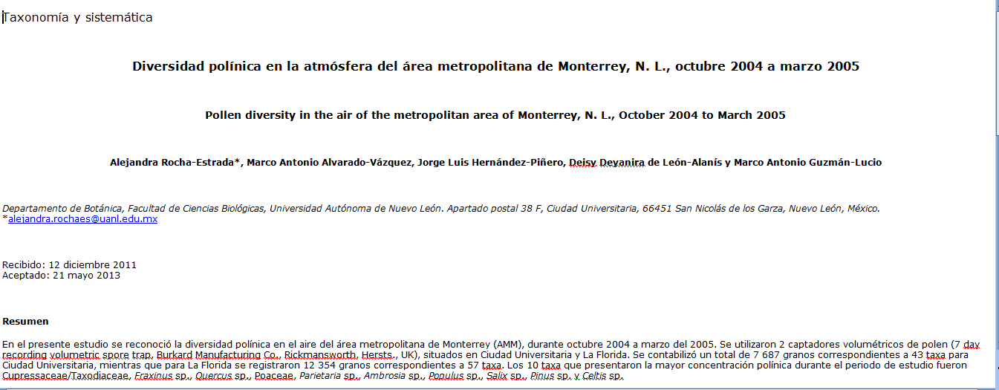 Taxonomía y sistemática
Diversidad polínica en la atmósfera del área metropolitana de Monterrey, N. L., octubre 2004 a marzo 2005
Pollen diversity in the air of the metropolitan area of Monterrey, N. L., October 2004 to March 2005
Alejandra Rocha-Estrada*, Marco Antonio Alvarado-Vázquez, Jorge Luis Hernández-Piñero, Deisy Deyanira de León-Alanís y Marco Antonio Guzmán-Lucio
Departamento de Botánica, Facultad de Ciencias Biológicas, Universidad Autónoma de Nuevo León. Apartado postal 38 F, Ciudad Universitaria, 66451 San Nicolás de los Garza, Nuevo León, México.
*alejandra.rochaes@uanl.edu.mx
Recibido: 12 diciembre 2011
Aceptado: 21 mayo 2013
Resumen
En el presente estudio se reconoció la diversidad polínica en el aire del área metropolitana de Monterrey (AMM), durante octubre 2004 a marzo del 2005. Se utilizaron 2 captadores volumétricos de polen (7 day
recording volumetric spore trap, Burkard Manufacturing Co., Rickmansworth, Hersts., UK), situados en Ciudad Universitaria y La Florida. Se contabilizó un total de 7 687 granos correspondientes a 43 taxa para
Ciudad Universitaria, mientras que para La Florida se registraron 12 354 granos correspondientes a 57 taxa. Los 10 taxa que presentaron la mayor concentración polínica durante el periodo de estudio fueron
Cupressaceae/Taxodiaceae, Fraxinus sp., Quercus sp., Poaceae, Parietaria sp., Ambrosia sp., Populus sp., Salix sp., Pinus sp. y Celtis sp.